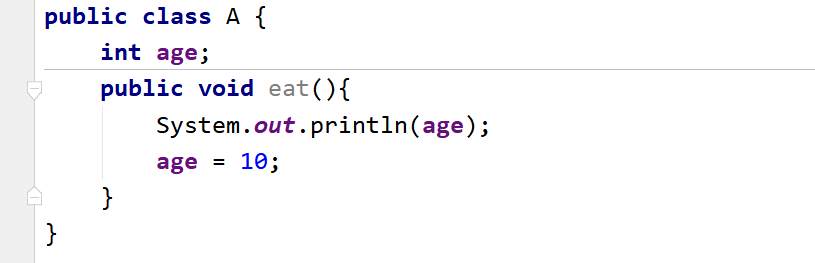 public class A {
    int age;
    public void eat(){
        System.out.println(age);
        age = 10;
    }
}